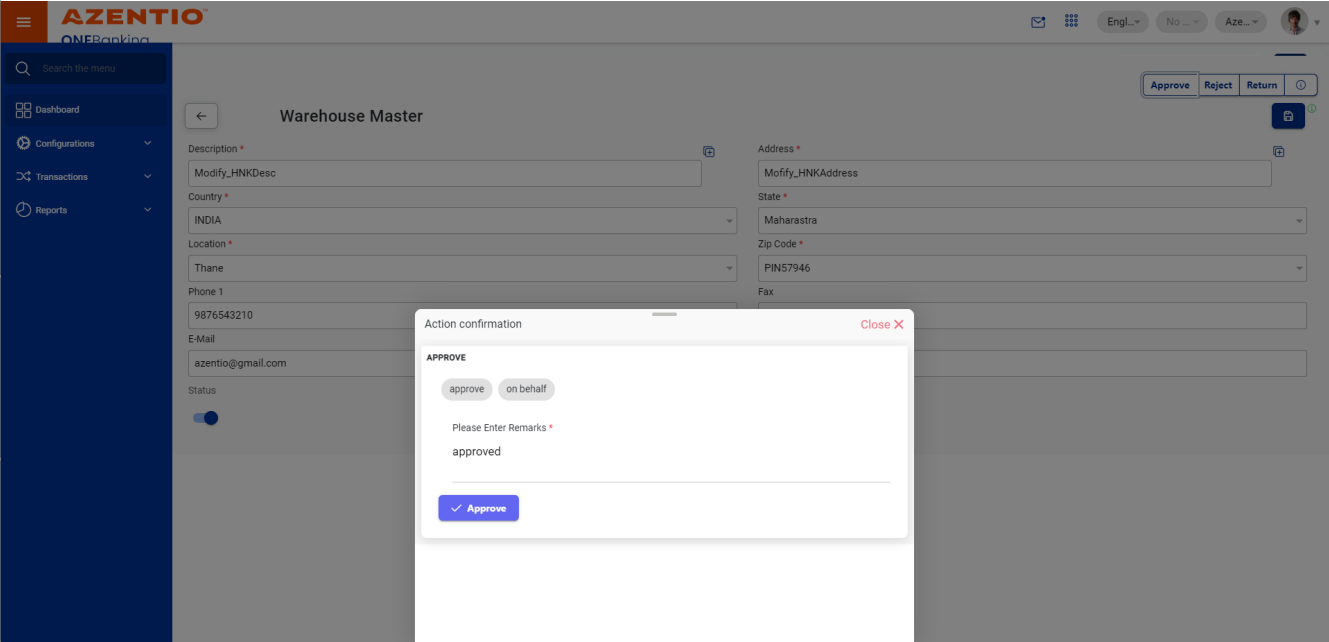 AZENTIO™
ONEBanking
Engl...
No ...
Aze...
Search the menu
Dashboard
Configurations
Transactions
Reports
Approve Reject Return
Warehouse Master
Description * Address *
Modify_HNKDesc Mofify_HNKAddress
Country * State *
INDIA Maharastra
Location * Zip Code *
Thane PIN57946
Phone 1 Fax
9876543210
E-Mail
azentio@gmail.com
Status
Action confirmation Close
APPROVE
approve on behalf
Please Enter Remarks *
approved
Approve